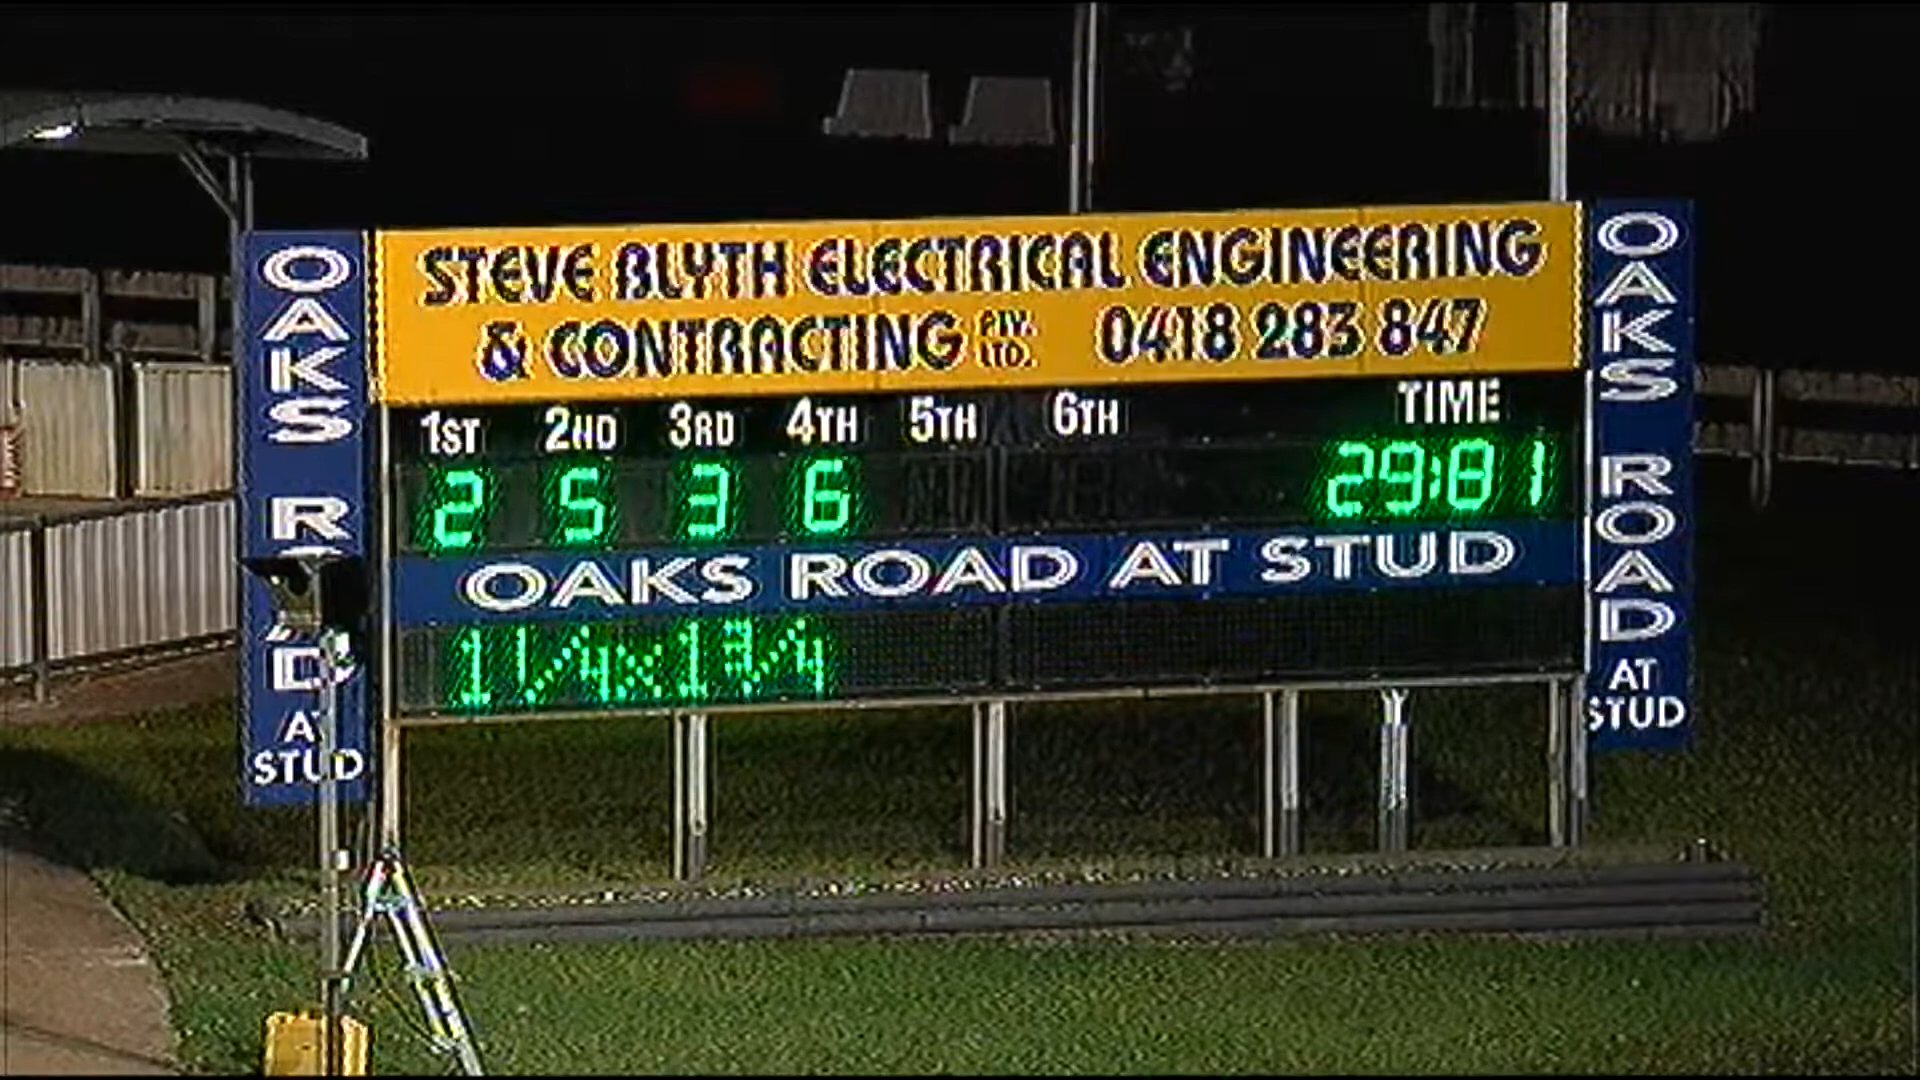 STEVE BLYTH ELECTRICAL ENGINEERING
& CONTRACTING PTY. LTD. 0418 283 847
1ST 2ND 3RD 4TH 5TH 6TH TIME
2 5 3 6 29:81
OAKS ROAD AT STUD
1 1/4 x 1 3/4
OAKS ROAD AT STUD
OAKS ROAD AT STUD